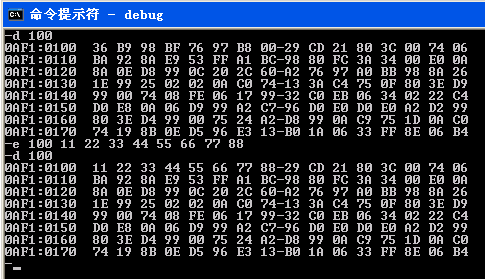 命令提示符 - debug
-d 100
0AF1:0100  36 B9 98 BF 76 97 B8 00-29 CD 21 80 3C 00 74 06
0AF1:0110  BA 92 8A E9 53 FF A1 BC-98 80 FC 3A 34 00 E0 0A
0AF1:0120  8A 0E D8 99 0C 20 2C 60-A2 76 97 A0 BB 98 8A 26
0AF1:0130  1E 99 25 02 02 0A C0 74-13 3A C4 75 0F 80 3E D9
0AF1:0140  99 00 74 08 FE 06 17 99-32 C0 EB 06 34 02 22 C4
0AF1:0150  D0 E8 0A 06 D9 99 A2 C7-96 D0 E0 D0 E0 A2 D2 99
0AF1:0160  80 3E D4 99 00 75 24 A2-D8 99 0A C9 75 1D 0A C0
0AF1:0170  74 19 8B 0E D5 96 E3 13-B0 1A 06 33 FF 8E 06 B4
-e 100 11 22 33 44 55 66 77 88
-d 100
0AF1:0100  11 22 33 44 55 66 77 88-29 CD 21 80 3C 00 74 06
0AF1:0110  BA 92 8A E9 53 FF A1 BC-98 80 FC 3A 34 00 E0 0A
0AF1:0120  8A 0E D8 99 0C 20 2C 60-A2 76 97 A0 BB 98 8A 26
0AF1:0130  1E 99 25 02 02 0A C0 74-13 3A C4 75 0F 80 3E D9
0AF1:0140  99 00 74 08 FE 06 17 99-32 C0 EB 06 34 02 22 C4
0AF1:0150  D0 E8 0A 06 D9 99 A2 C7-96 D0 E0 D0 E0 A2 D2 99
0AF1:0160  80 3E D4 99 00 75 24 A2-D8 99 0A C9 75 1D 0A C0
0AF1:0170  74 19 8B 0E D5 96 E3 13-B0 1A 06 33 FF 8E 06 B4
-